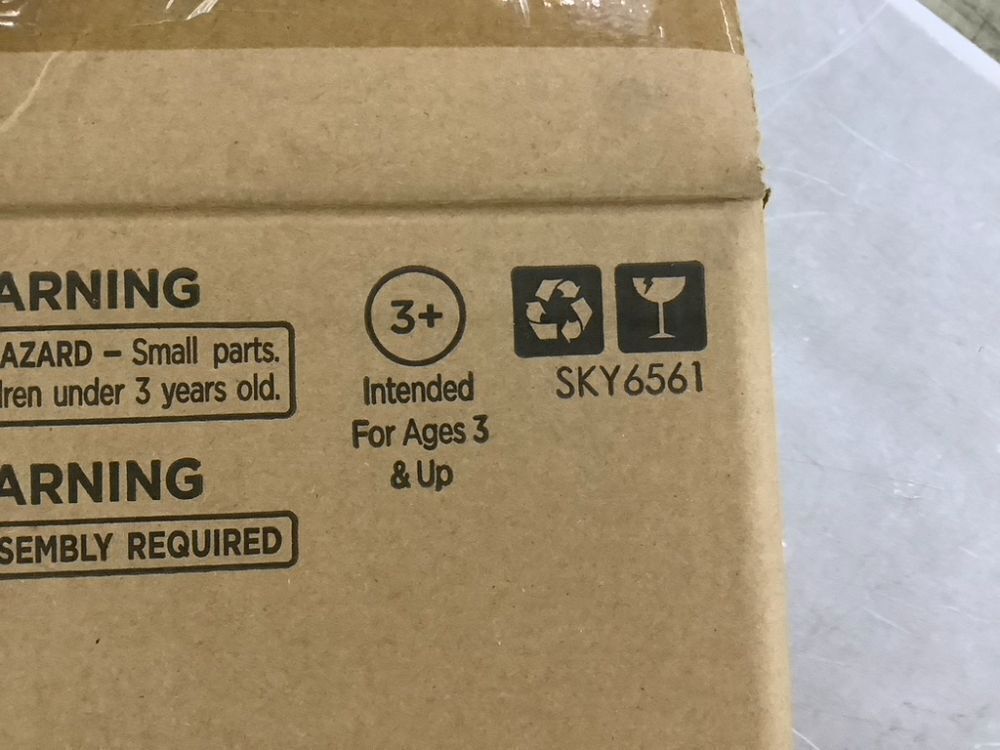 ARNING
AZARD – Small parts.
dren under 3 years old.
ARNING
SEMBLY REQUIRED
3+
Intended
For Ages 3
& Up
SKY6561